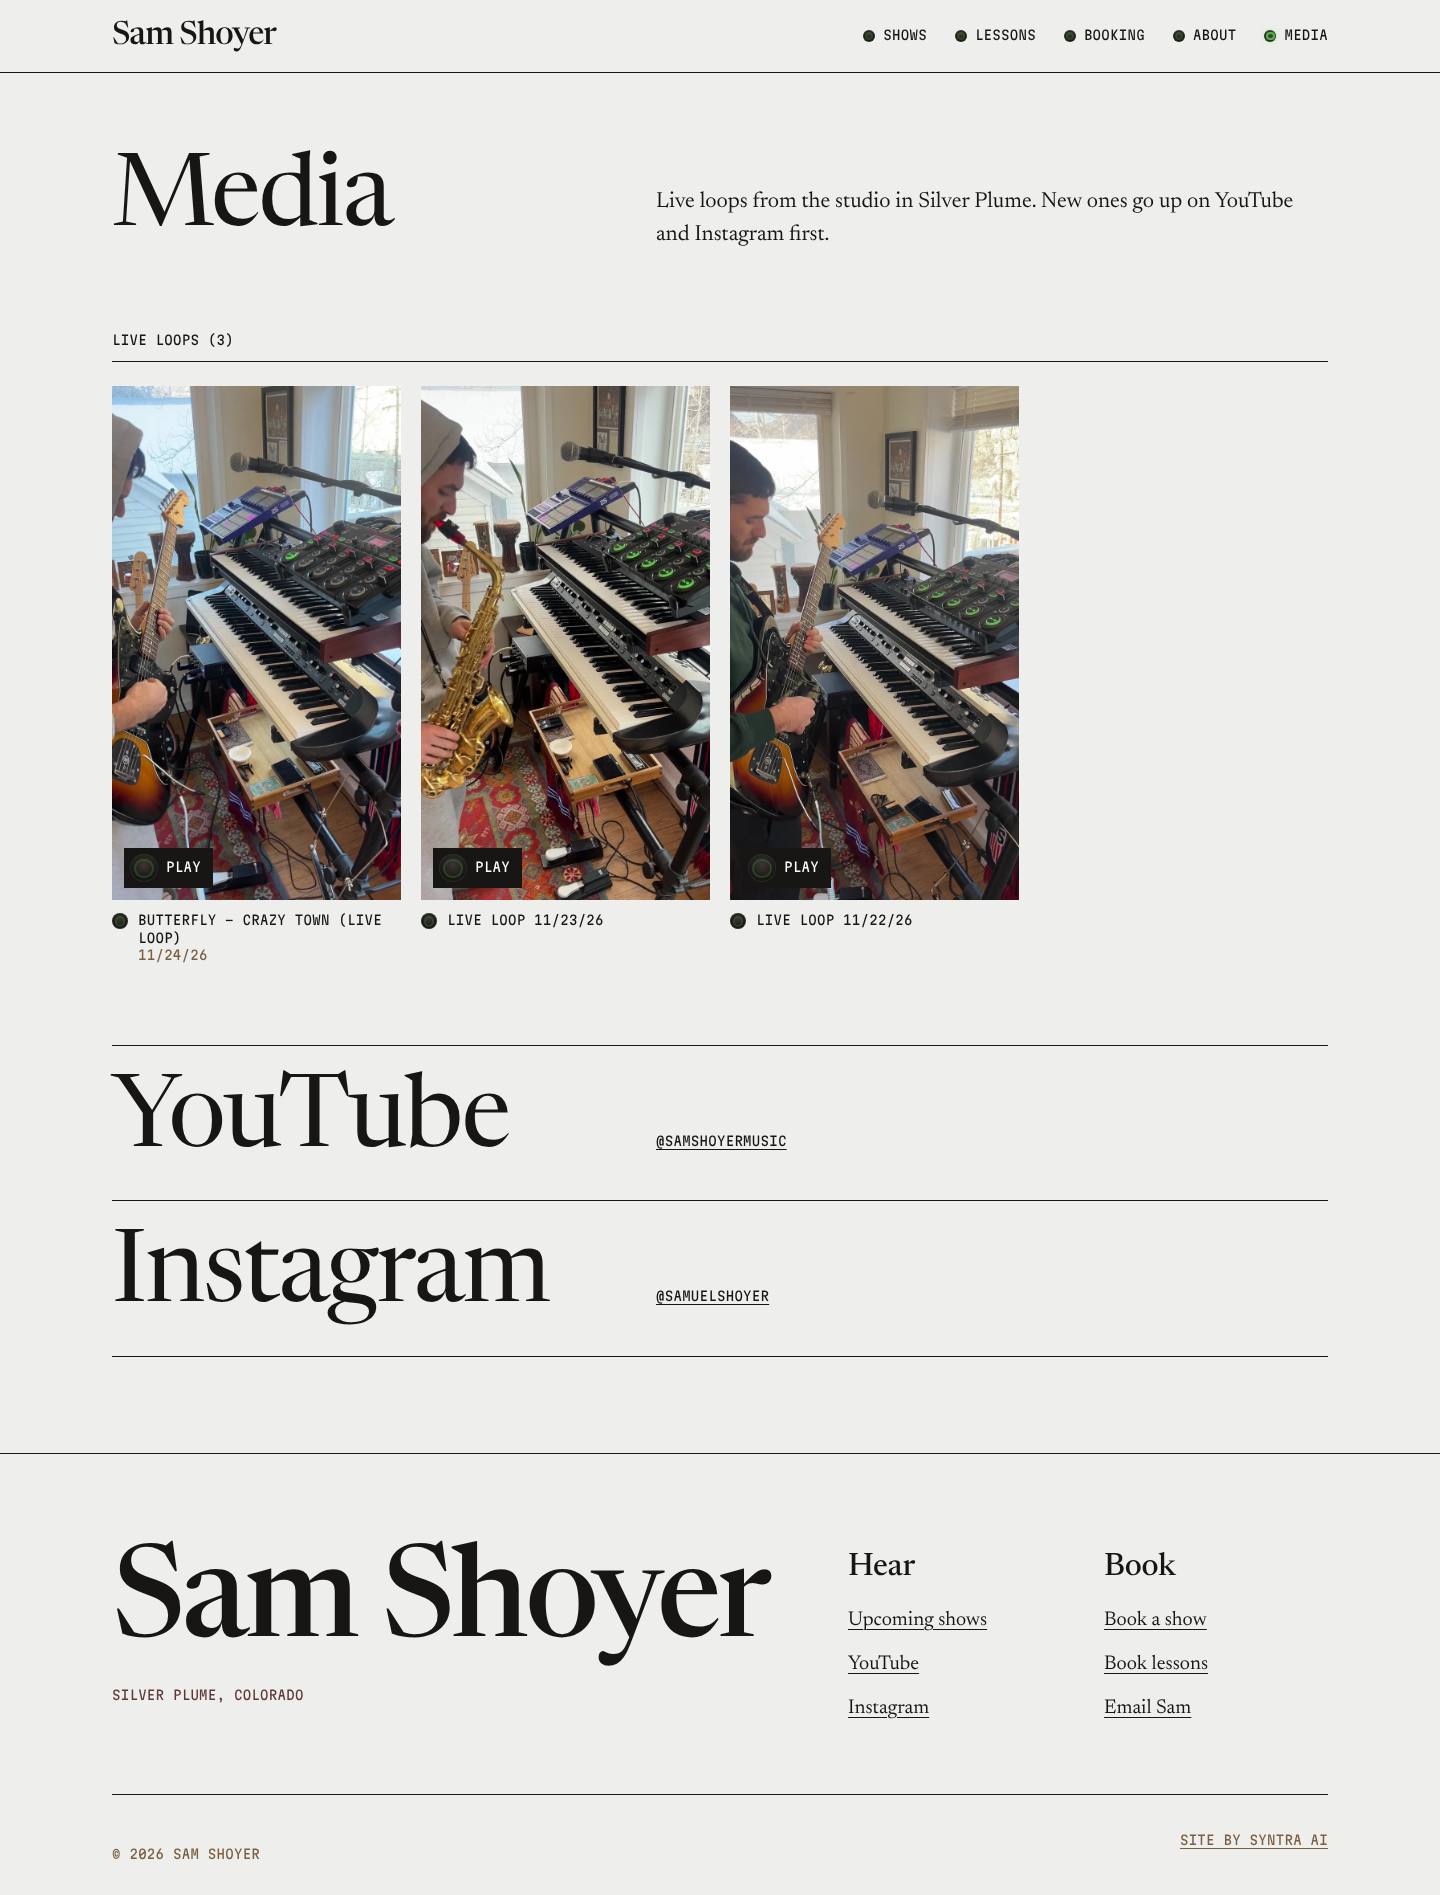 Sam Shoyer
SHOWS
LESSONS
BOOKING
ABOUT
MEDIA
Media
Live loops from the studio in Silver Plume. New ones go up on YouTube
and Instagram first.
LIVE LOOPS (3)
PLAY
PLAY
PLAY
BUTTERFLY – CRAZY TOWN (LIVE
LOOP)
11/24/26
LIVE LOOP 11/23/26
LIVE LOOP 11/22/26
YouTube
@SAMSHOYERMUSIC
Instagram
@SAMUELSHOYER
Sam Shoyer
SILVER PLUME, COLORADO
Hear
Upcoming shows
YouTube
Instagram
Book
Book a show
Book lessons
Email Sam
© 2026 SAM SHOYER
SITE BY SYNTRA AI